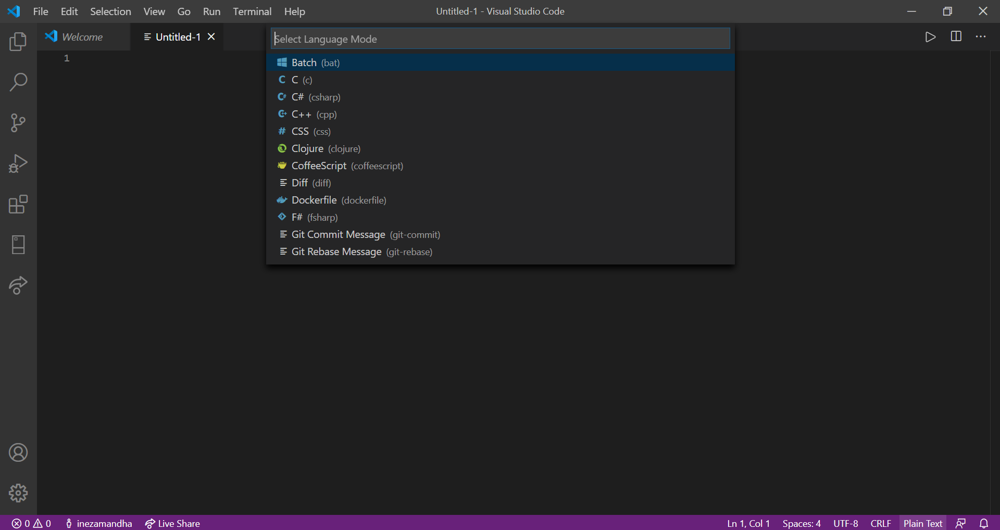 File Edit Selection View Go Run Terminal Help Untitled-1 - Visual Studio Code
Welcome Untitled-1
Select Language Mode
1
Batch (bat)
C (c)
C# (csharp)
C++ (cpp)
CSS (css)
Clojure (clojure)
CoffeeScript (coffeescript)
Diff (diff)
Dockerfile (dockerfile)
F# (fsharp)
Git Commit Message (git-commit)
Git Rebase Message (git-rebase)
0 0 inezamandha Live Share Ln 1, Col 1 Spaces: 4 UTF-8 CRLF Plain Text